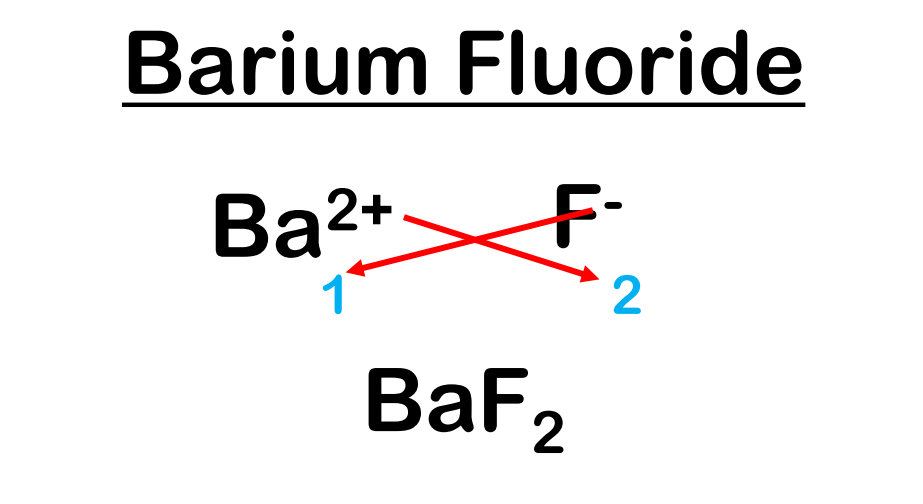 Barium Fluoride
Ba²⁺ F⁻
1 2
BaF₂